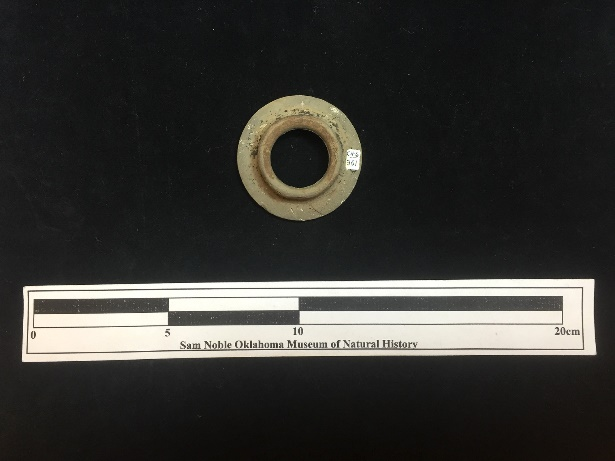 0 5 10 20cm
Sam Noble Oklahoma Museum of Natural History